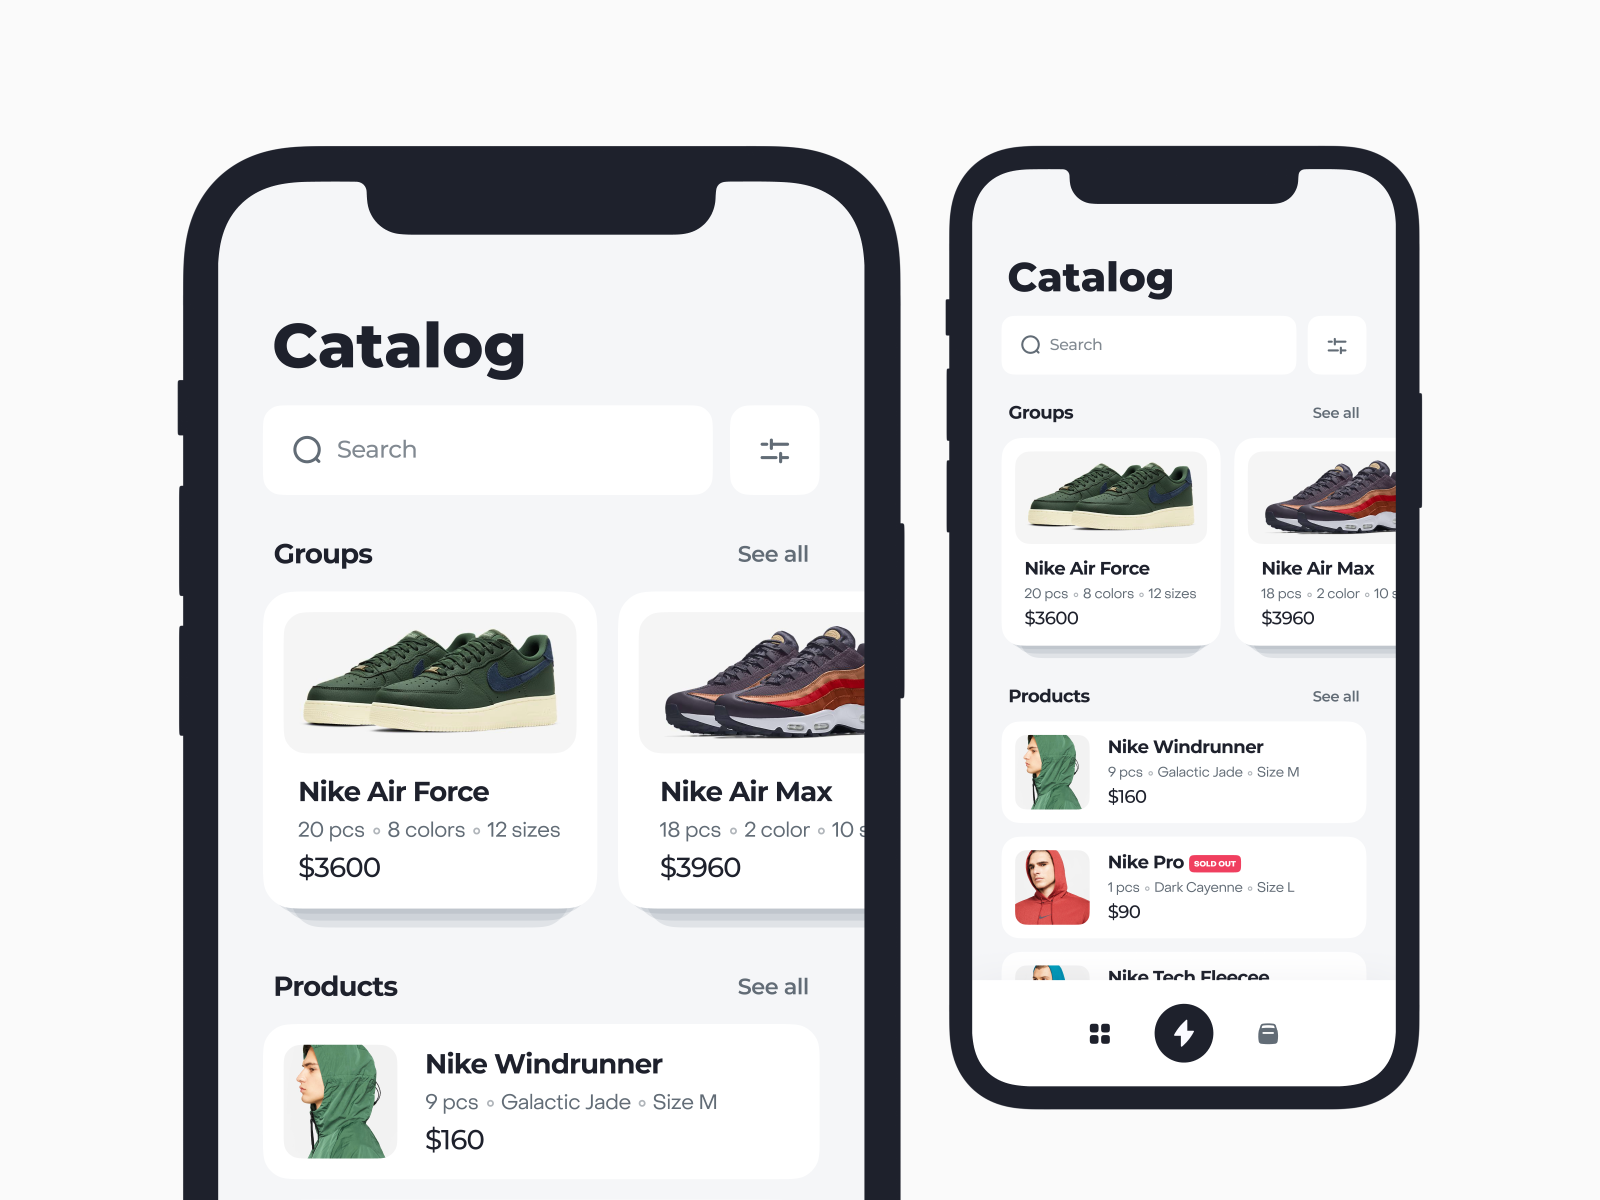 Catalog
Search
Groups See all
Nike Air Force
20 pcs ◦ 8 colors ◦ 12 sizes
$3600
Nike Air Max
18 pcs ◦ 2 color ◦ 10 s
$3960
Products See all
Nike Windrunner
9 pcs ◦ Galactic Jade ◦ Size M
$160
Catalog
Search
Groups See all
Nike Air Force
20 pcs ◦ 8 colors ◦ 12 sizes
$3600
Nike Air Max
18 pcs ◦ 2 color ◦ 10 s
$3960
Products See all
Nike Windrunner
9 pcs ◦ Galactic Jade ◦ Size M
$160
Nike Pro SOLD OUT
1 pcs ◦ Dark Cayenne ◦ Size L
$90
Nike Tech Fleecee